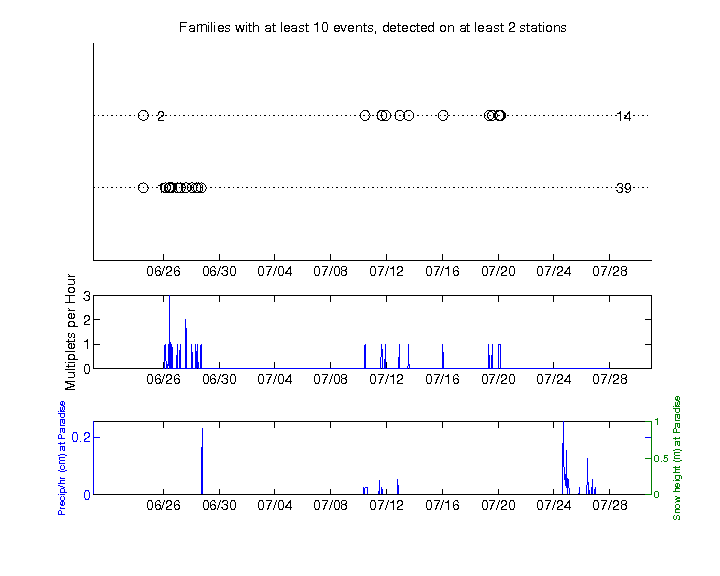 Families with at least 10 events, detected on at least 2 stations
2 14
39
06/26 06/30 07/04 07/08 07/12 07/16 07/20 07/24 07/28
Multiplets per Hour
3
2
1
0
06/26 06/30 07/04 07/08 07/12 07/16 07/20 07/24 07/28
Precip/hr (cm) at Paradise
0.2
0
1
0.5
0
Snow height (m) at Paradise
06/26 06/30 07/04 07/08 07/12 07/16 07/20 07/24 07/28